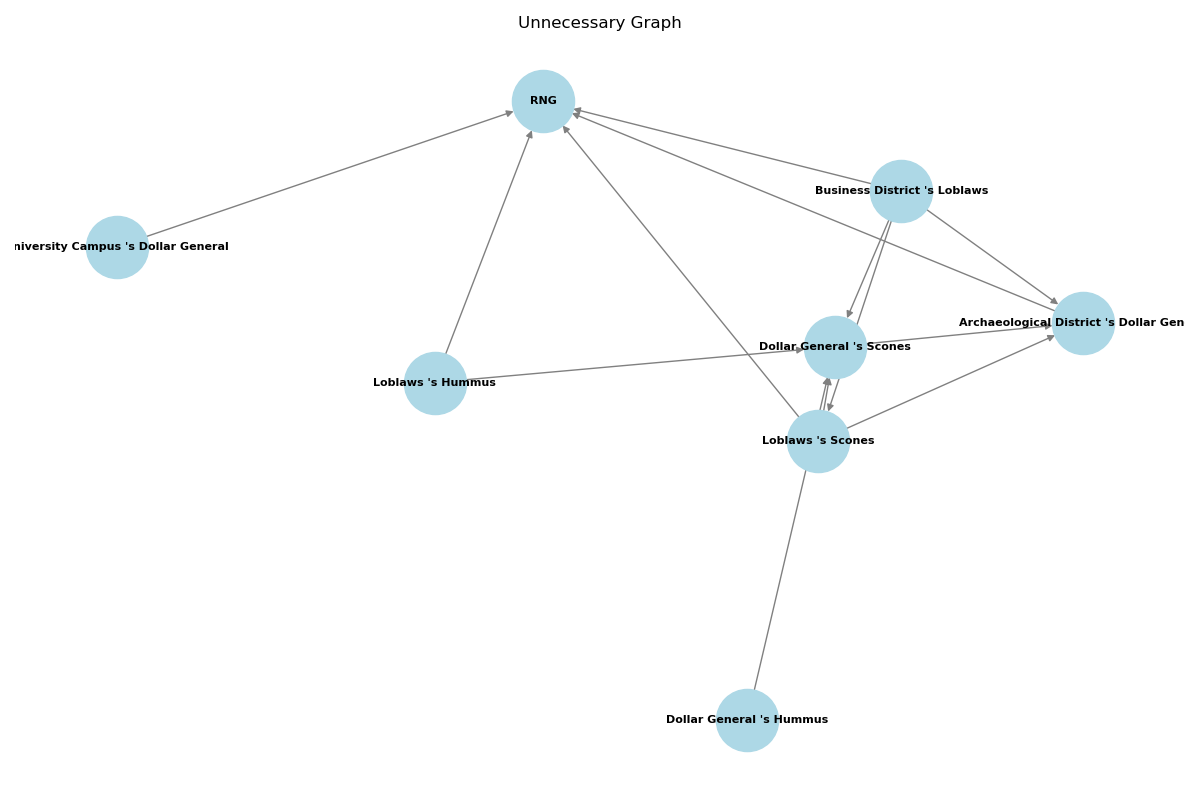 Unnecessary Graph
RNG
Business District 's Loblaws
niversity Campus 's Dollar General
Archaeological District 's Dollar Gen
Dollar General 's Scones
Loblaws 's Hummus
Loblaws 's Scones
Dollar General 's Hummus